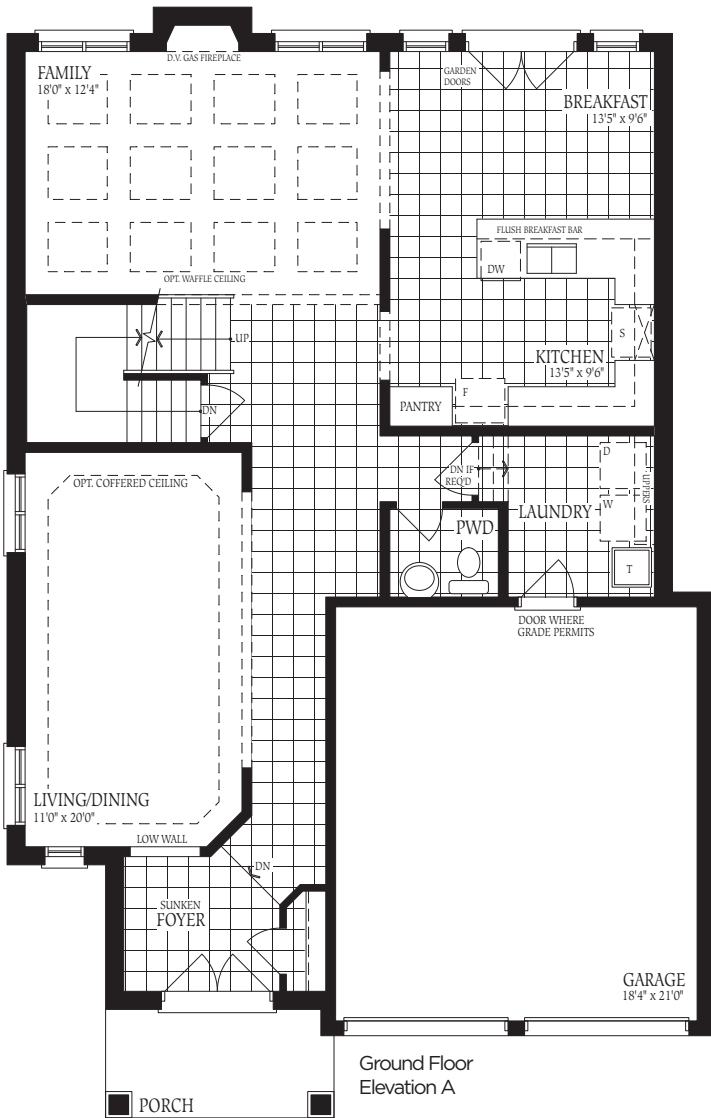 D.V. GAS FIREPLACE
FAMILY
18'0" x 12'4"
GARDEN
DOORS
BREAKFAST
13'5" x 9'6"
FLUSH BREAKFAST BAR
DW
OPT. WAFFLE CEILING
UP
S
KITCHEN
13'5" x 9'6"
F
PANTRY
DN
OPT. COFFERED CEILING
DN IF
REQ'D
D
UPPERS
W
LAUNDRY
PWD
T
DOOR WHERE
GRADE PERMITS
LIVING/DINING
11'0" x 20'0"
LOW WALL
DN
SUNKEN
FOYER
GARAGE
18'4" x 21'0"
Ground Floor
Elevation A
PORCH